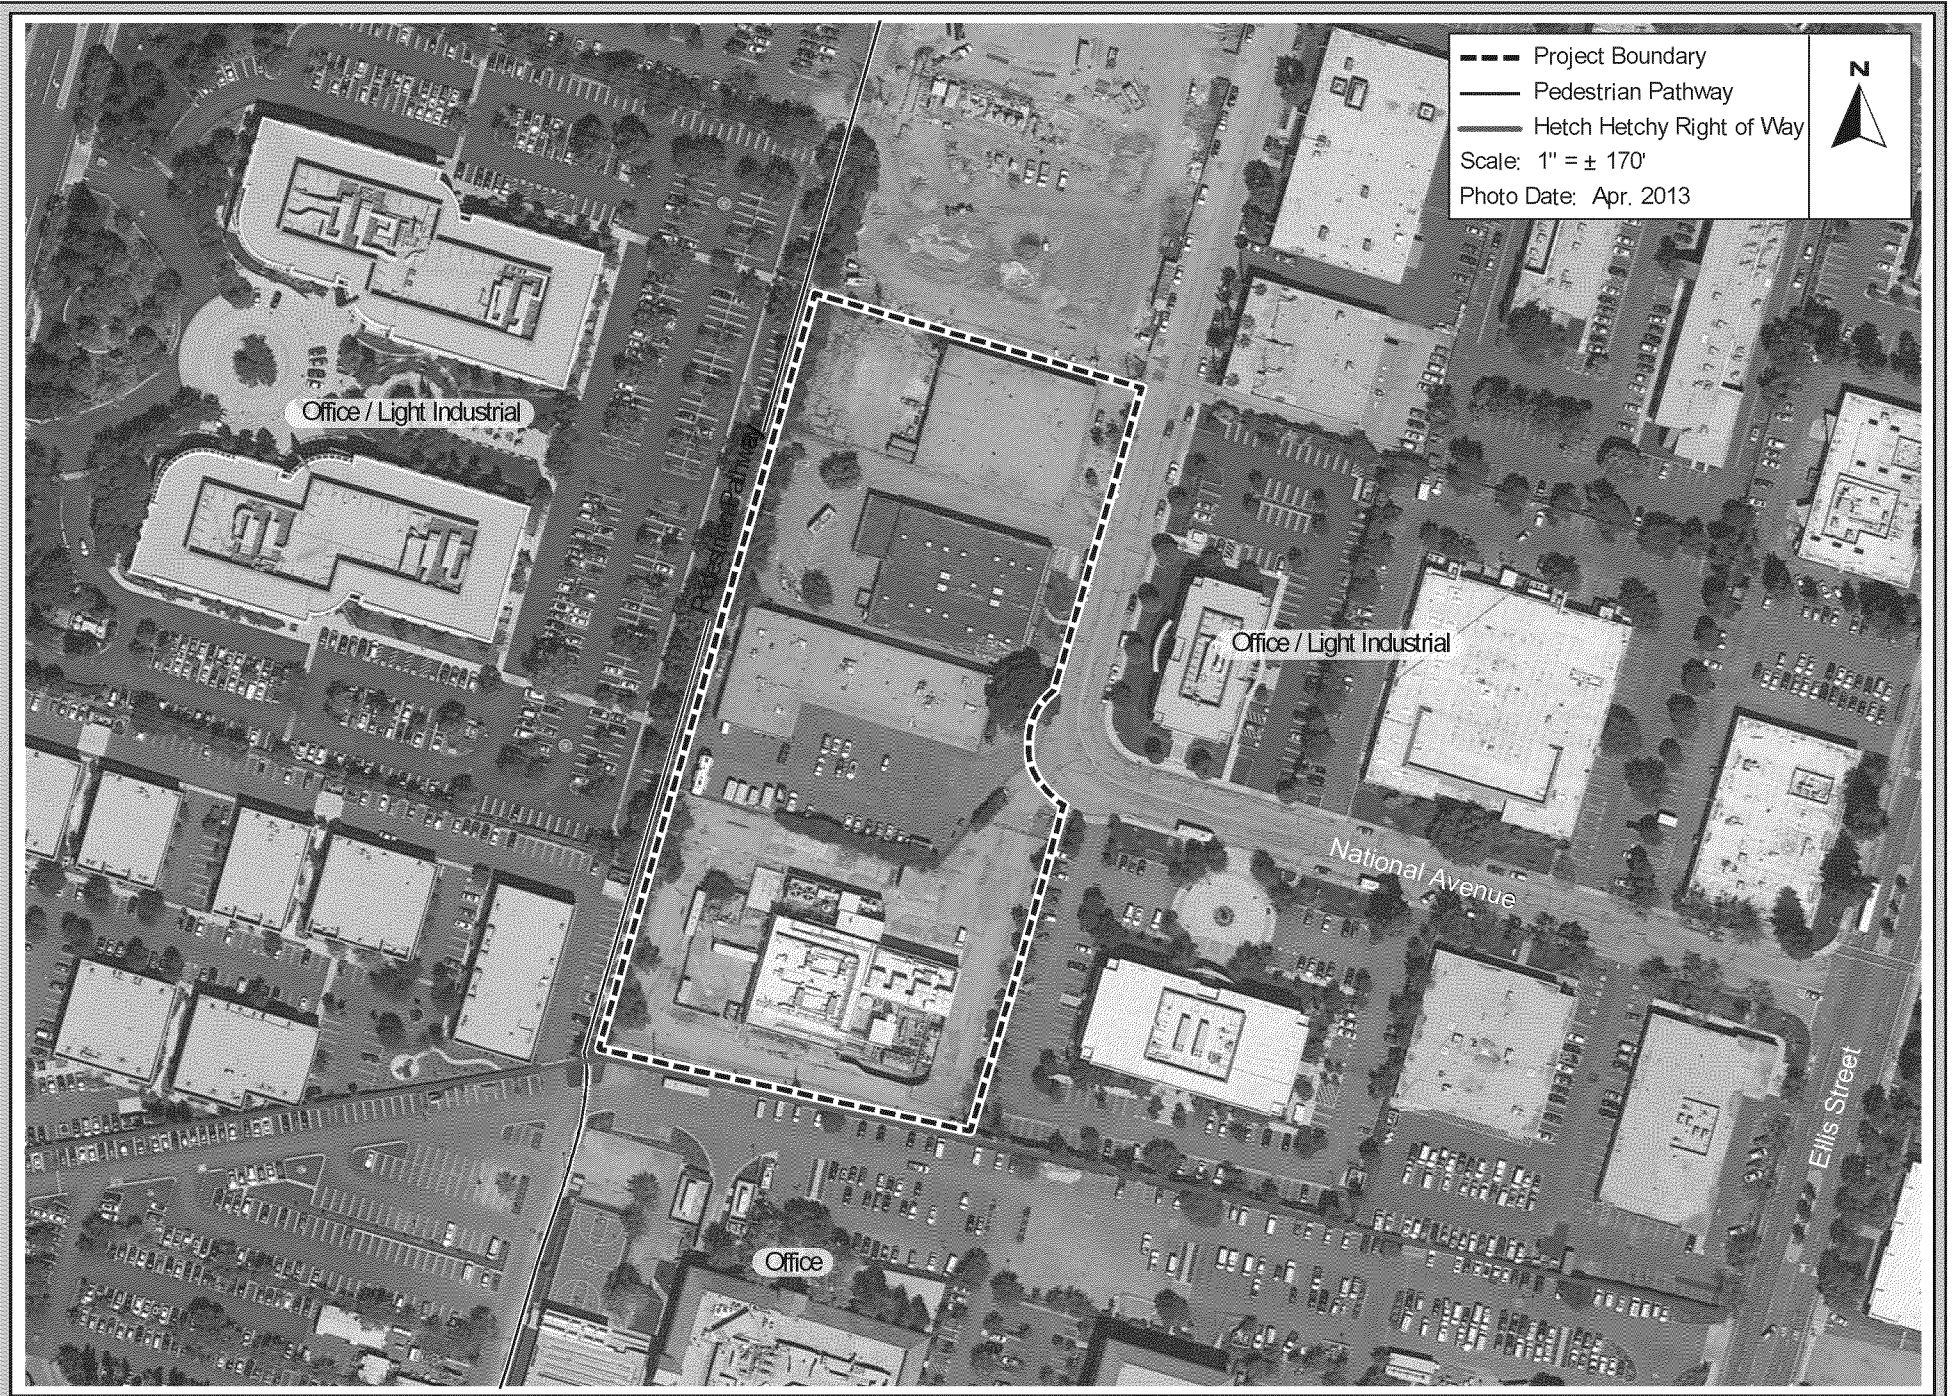 Project Boundary
Pedestrian Pathway
Hetch Hetchy Right of Way
Scale: 1" = ± 170'
Photo Date: Apr. 2013
N
Office / Light Industrial
Pedestrian Pathway
Office / Light Industrial
National Avenue
Ellis Street
Office